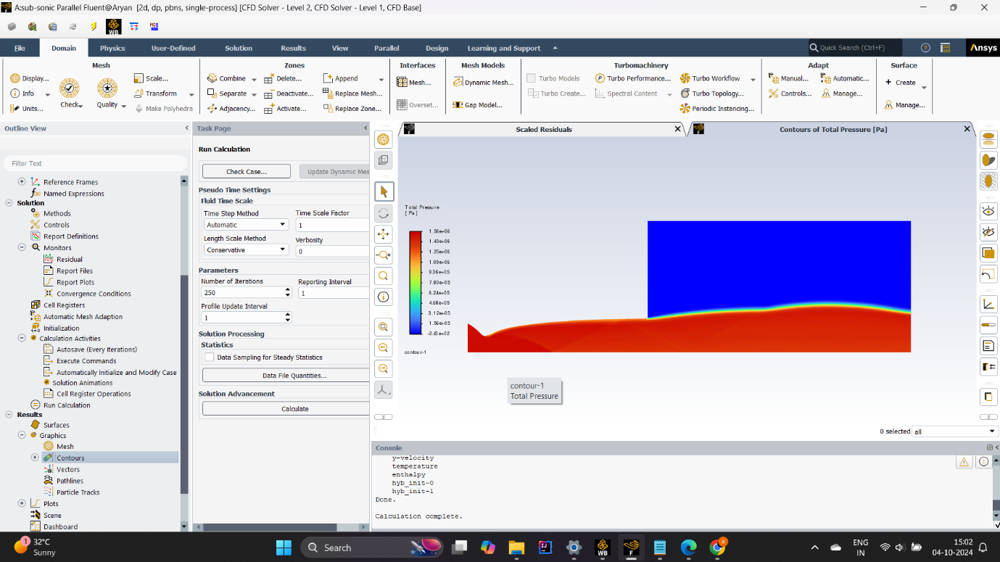 A:sub-sonic Parallel Fluent@Aryan [2d, dp, pbns, single-process] [CFD Solver - Level 2, CFD Solver - Level 1, CFD Base]
WB
File Domain Physics User-Defined Solution Results View Parallel Design Learning and Support Quick Search (Ctrl+F) Ansys
Mesh Zones Interfaces Mesh Models Turbomachinery Adapt Surface
Display... Scale... Combine Delete... Append Mesh... Dynamic Mesh... Turbo Models Turbo Performance... Turbo Workflow Manual... Automatic... Create
Info Transform Separate Deactivate... Replace Mesh... Turbo Create... Spectral Content Turbo Topology... Controls... Manage...
Check Quality
Units... Make Polyhedra Adjacency... Activate... Replace Zone... Overset... Gap Model... Periodic Instancing... Manage...
Outline View
Filter Text
Reference Frames
Named Expressions
Solution
Methods
Controls
Report Definitions
Monitors
Residual
Report Files
Report Plots
Convergence Conditions
Cell Registers
Automatic Mesh Adaption
Initialization
Calculation Activities
Autosave (Every Iterations)
Execute Commands
Automatically Initialize and Modify Case
Solution Animations
Cell Register Operations
Run Calculation
Results
Surfaces
Graphics
Mesh
Contours
Vectors
Pathlines
Particle Tracks
Plots
Scene
Dashboard
Task Page
Run Calculation
Check Case... Update Dynamic Mes
Pseudo Time Settings
Fluid Time Scale
Time Step Method Time Scale Factor
Automatic 1
Length Scale Method Verbosity
Conservative 0
Parameters
Number of Iterations Reporting Interval
250 1
Profile Update Interval
1
Solution Processing
Statistics
Data Sampling for Steady Statistics
Data File Quantities...
Solution Advancement
Calculate
Scaled Residuals Contours of Total Pressure [Pa]
Total Pressure
[ Pa ]
1.56e+06
1.40e+06
1.25e+06
1.09e+06
9.36e+05
7.80e+05
6.24e+05
4.68e+05
3.12e+05
1.56e+05
-2.43e+02
contour-1
contour-1
Total Pressure
0 selected all
Console
y-velocity
temperature
enthalpy
hyb_init-0
hyb_init-1
Done.
Calculation complete.
1 32°C
Sunny
Search
WB F
ENG
IN
15:02
04-10-2024